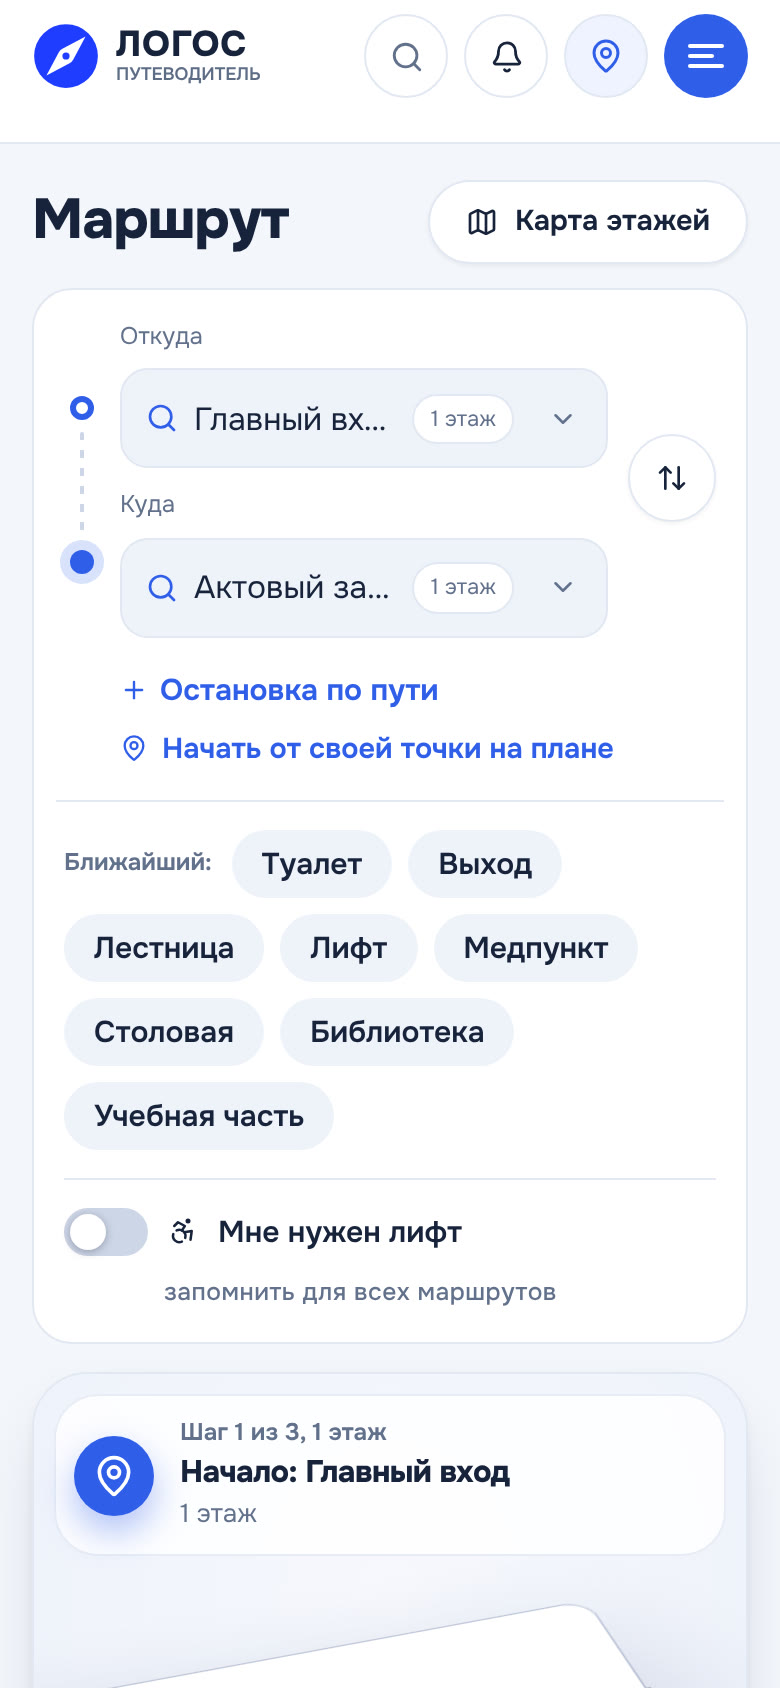 ЛОГОС
ПУТЕВОДИТЕЛЬ
Маршрут
Карта этажей
Откуда
Главный вх... 1 этаж
Куда
Актовый за... 1 этаж
Остановка по пути
Начать от своей точки на плане
Ближайший: Туалет Выход
Лестница Лифт Медпункт
Столовая Библиотека
Учебная часть
Мне нужен лифт
запомнить для всех маршрутов
Шаг 1 из 3, 1 этаж
Начало: Главный вход
1 этаж